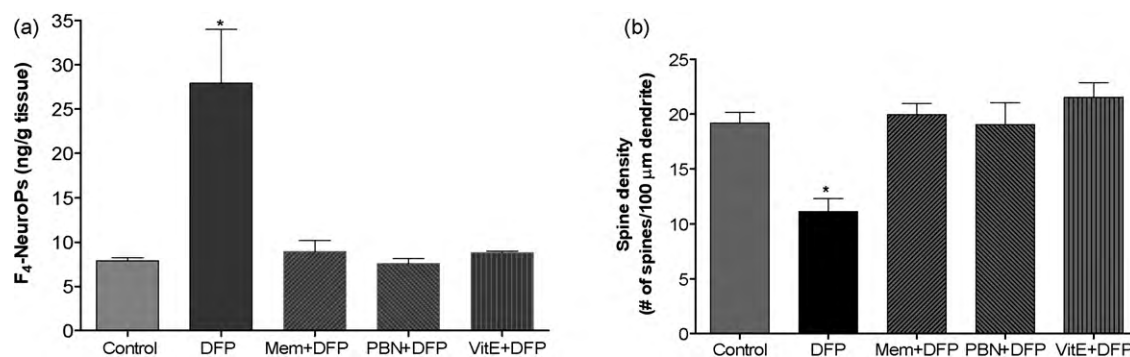 (a)
F₄-NeuroPs (ng/g tissue)
35
30
25
20
15
10
5
0
*
Control DFP Mem+DFP PBN+DFP VitE+DFP
(b)
Spine density
(# of spines/100 μm dendrite)
25
20
15
10
5
0
*
Control DFP Mem+DFP PBN+DFP VitE+DFP